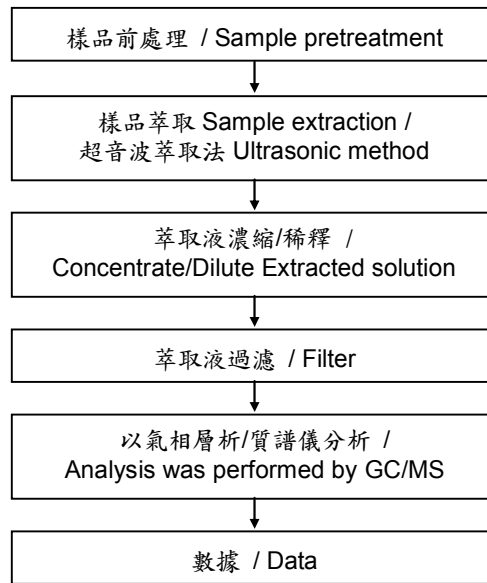 樣品前處理 / Sample pretreatment
樣品萃取 Sample extraction /
超音波萃取法 Ultrasonic method
萃取液濃縮/稀釋 /
Concentrate/Dilute Extracted solution
萃取液過濾 / Filter
以氣相層析/質譜儀分析 /
Analysis was performed by GC/MS
數據 / Data